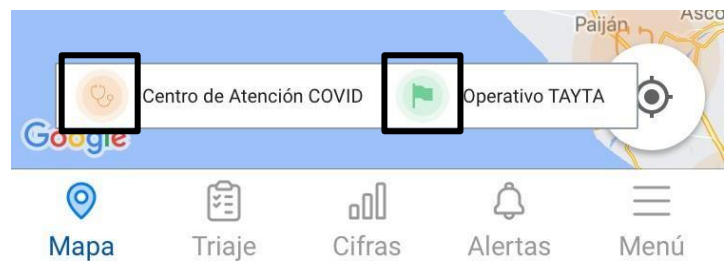 Paiján
Asco
Centro de Atención COVID
Operativo TAYTA
Google
Mapa
Triaje
Cifras
Alertas
Menú